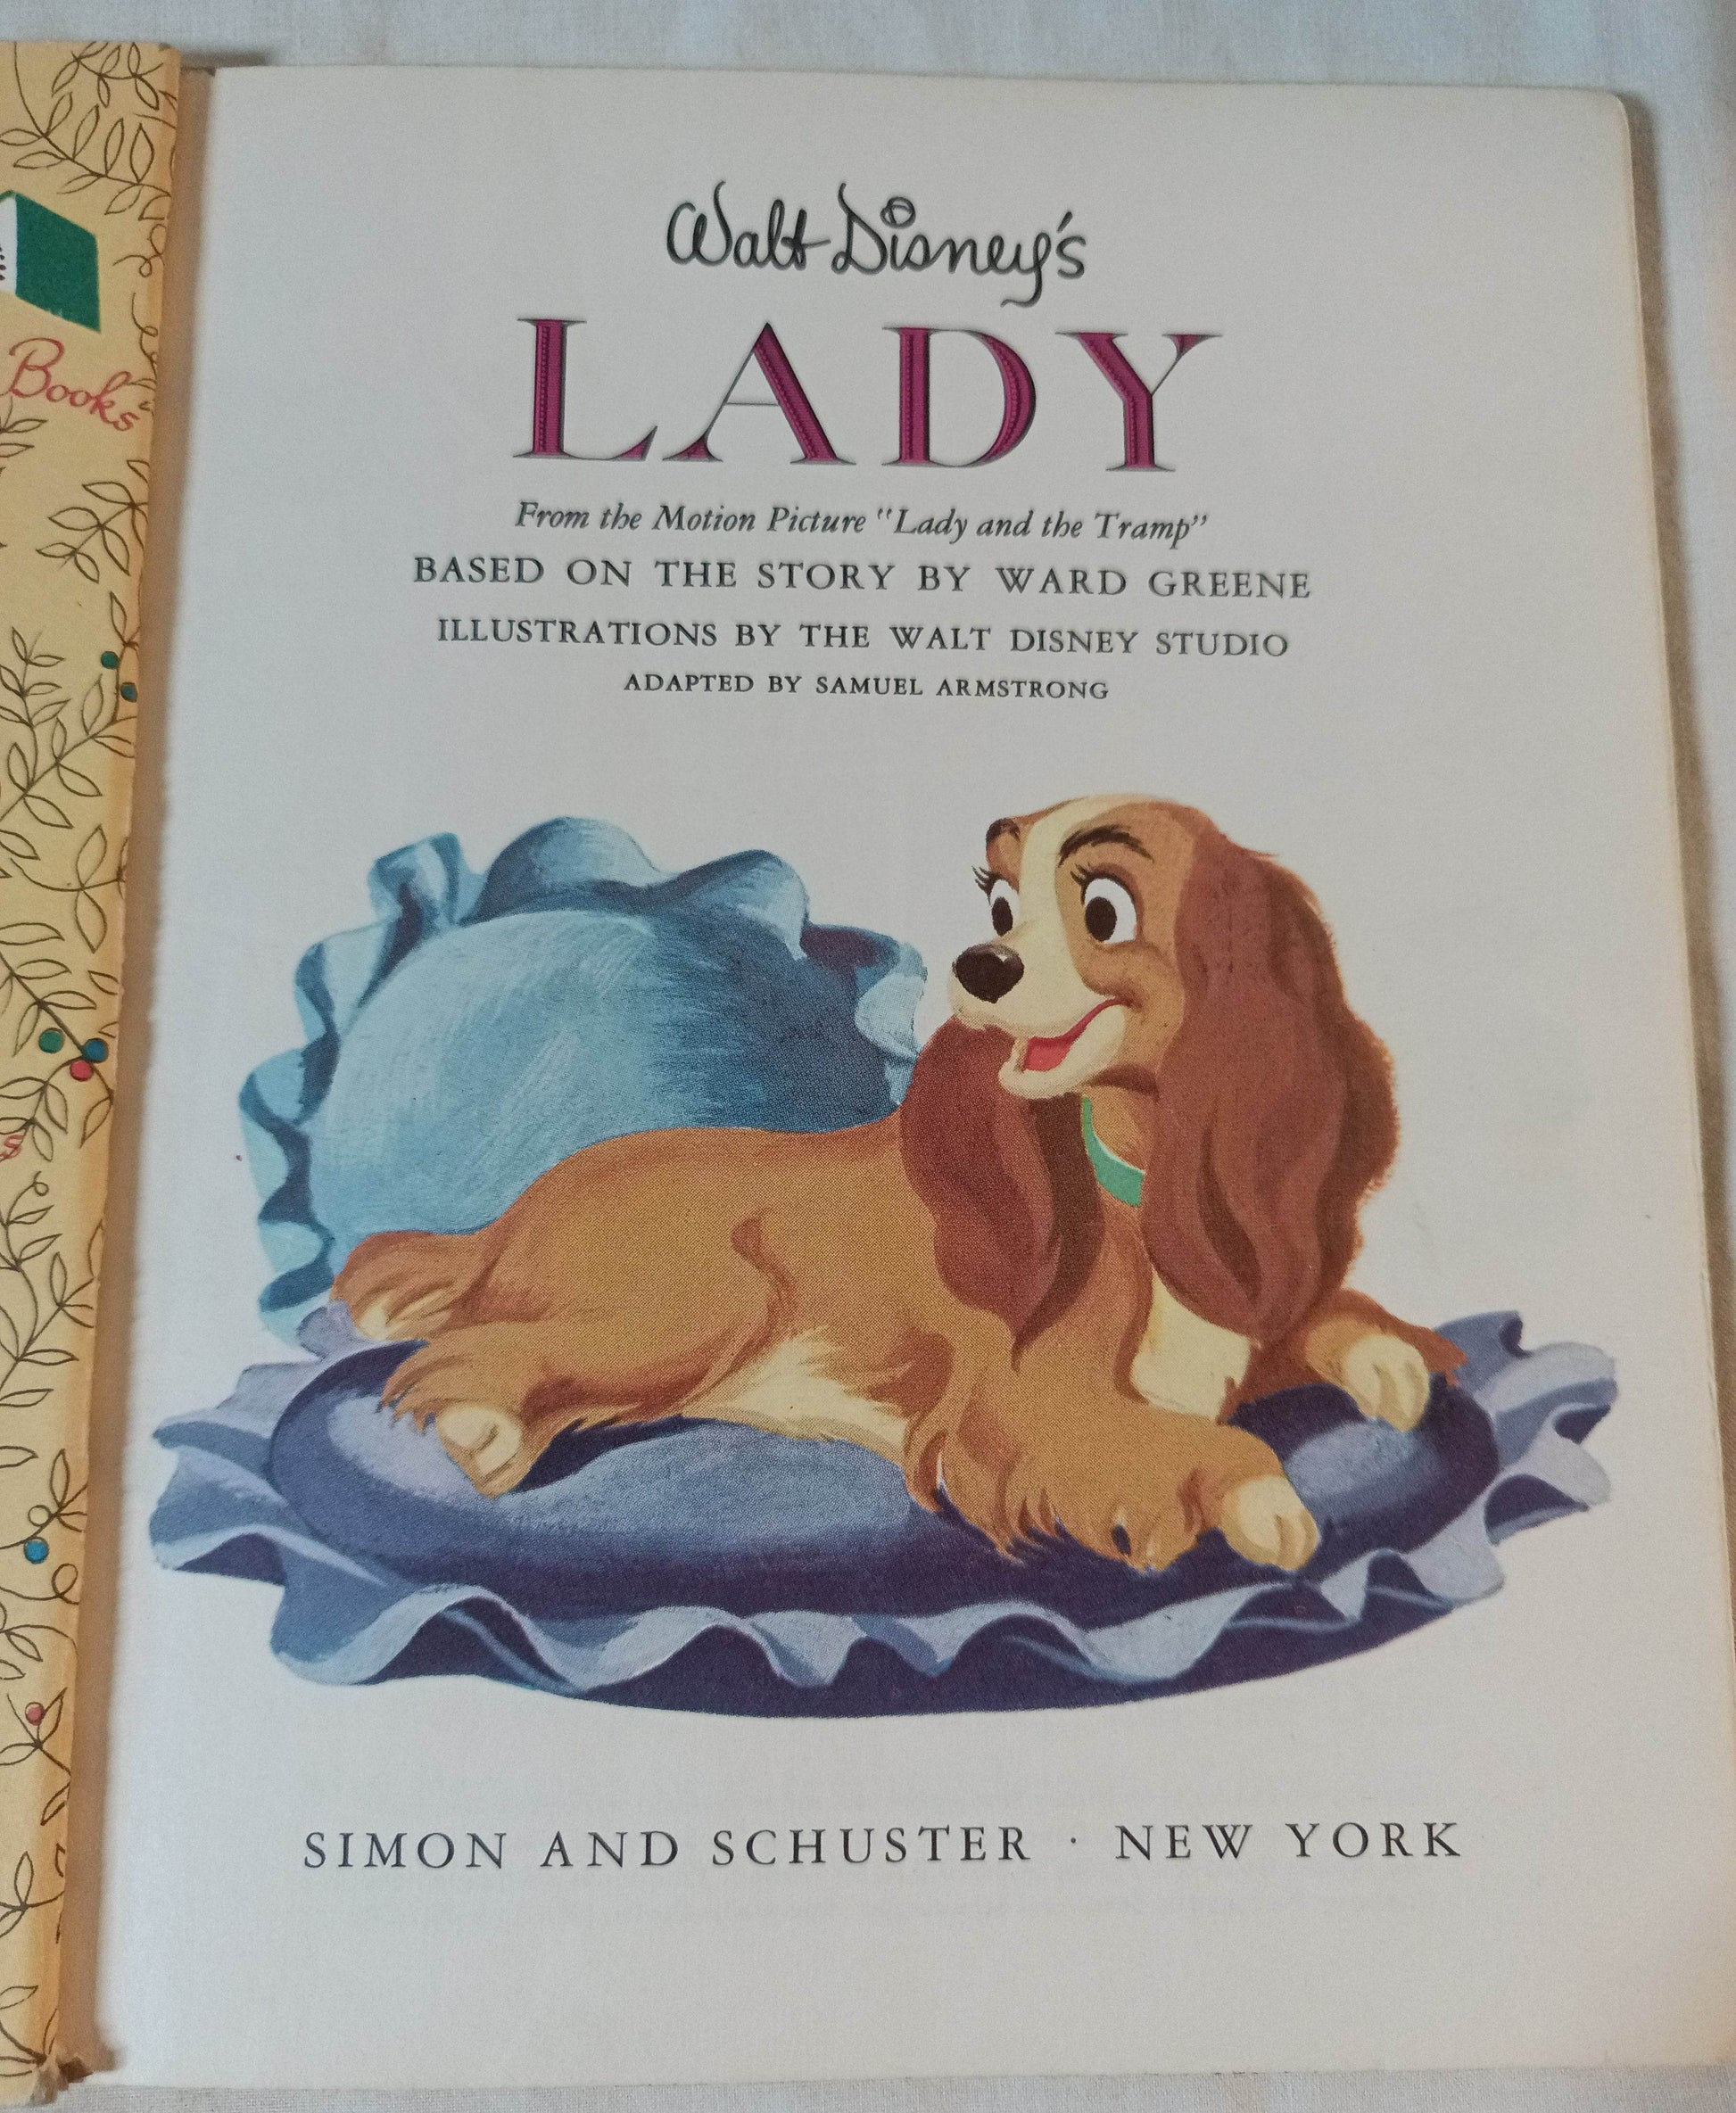 Books
s
Walt Disney's
LADY
From the Motion Picture "Lady and the Tramp"
BASED ON THE STORY BY WARD GREENE
ILLUSTRATIONS BY THE WALT DISNEY STUDIO
ADAPTED BY SAMUEL ARMSTRONG
SIMON AND SCHUSTER · NEW YORK